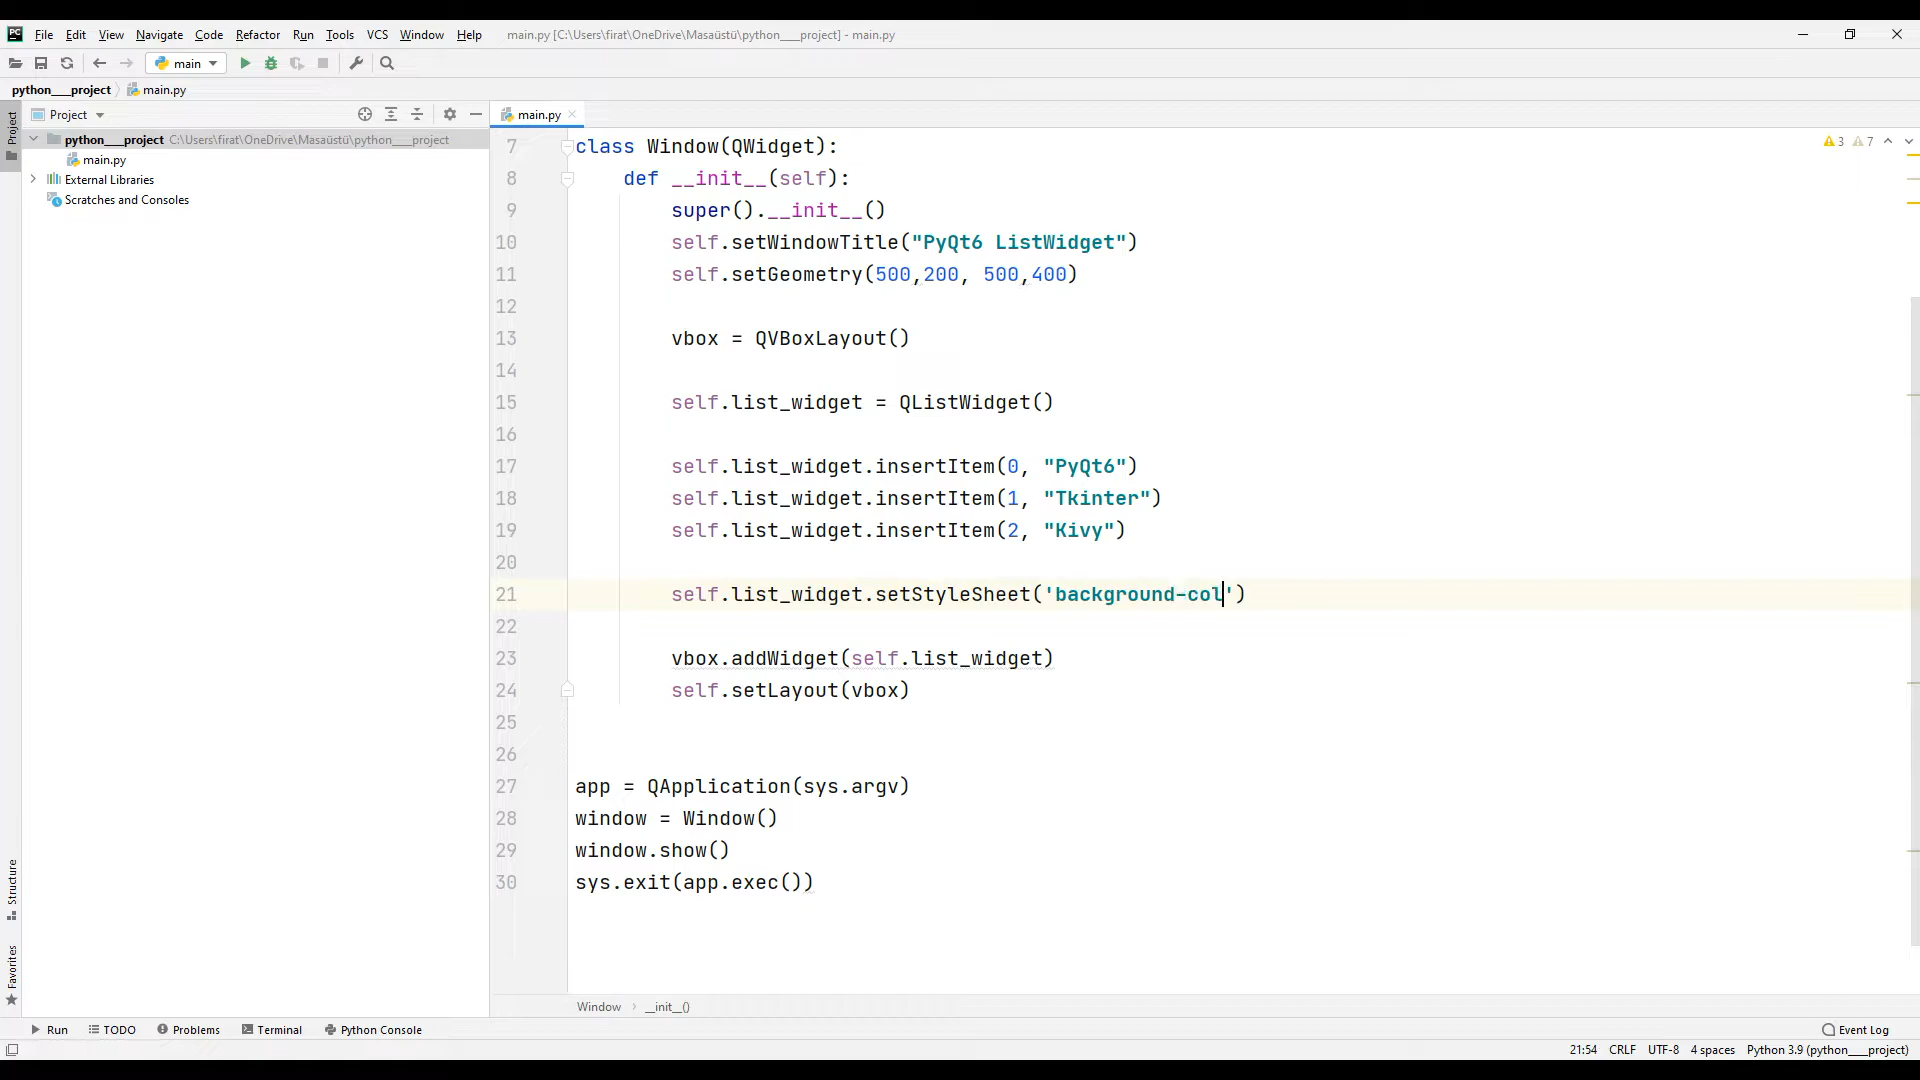 PC File Edit View Navigate Code Refactor Run Tools VCS Window Help main.py [C:\Users\firat\OneDrive\Masaüstü\python___project] - main.py
main
python___project main.py
Project main.py
Project
python___project C:\Users\firat\OneDrive\Masaüstü\python___project
main.py
External Libraries
Scratches and Consoles
3 7
7 class Window(QWidget):
8 def __init__(self):
9 super().__init__()
10 self.setWindowTitle("PyQt6 ListWidget")
11 self.setGeometry(500,200, 500,400)
12
13 vbox = QVBoxLayout()
14
15 self.list_widget = QListWidget()
16
17 self.list_widget.insertItem(0, "PyQt6")
18 self.list_widget.insertItem(1, "Tkinter")
19 self.list_widget.insertItem(2, "Kivy")
20
21 self.list_widget.setStyleSheet('background-col')
22
23 vbox.addWidget(self.list_widget)
24 self.setLayout(vbox)
25
26
27 app = QApplication(sys.argv)
28 window = Window()
29 window.show()
30 sys.exit(app.exec())
Structure
Favorites
Window __init__()
Run TODO Problems Terminal Python Console Event Log
21:54 CRLF UTF-8 4 spaces Python 3.9 (python___project)